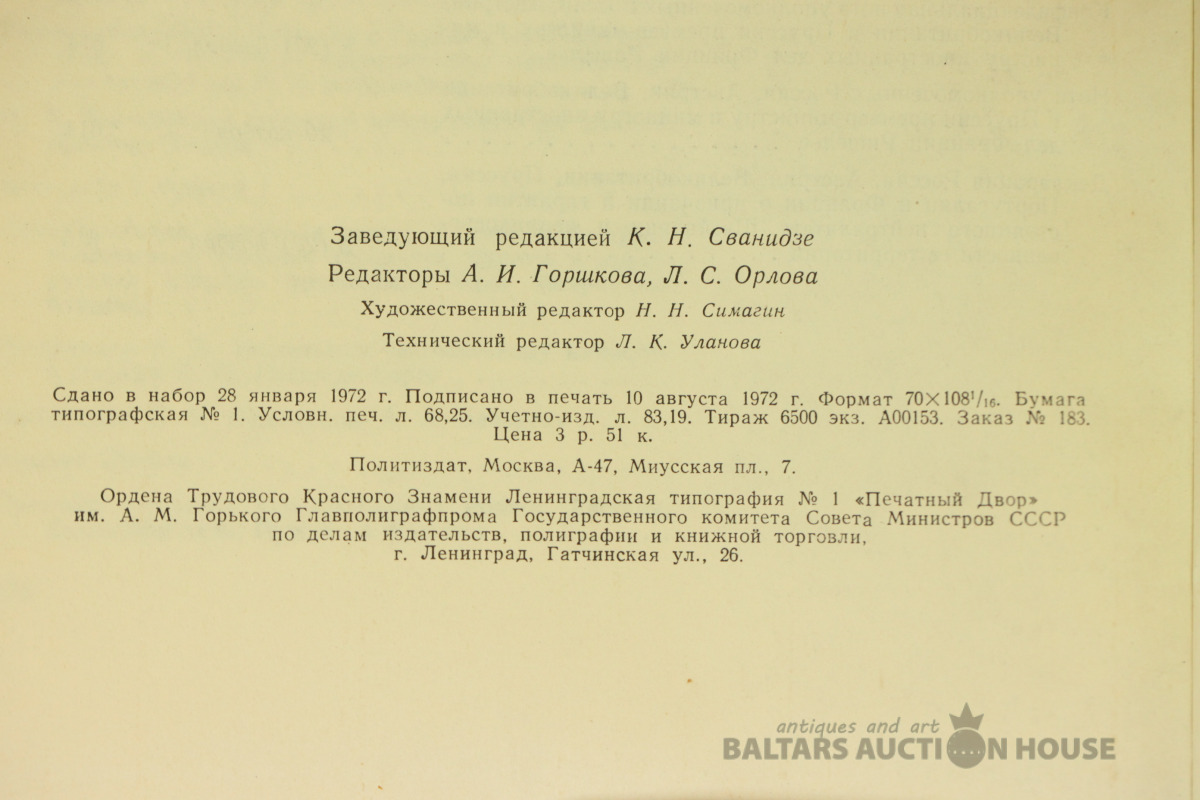 Заведующий редакцией К. Н. Сванидзе
Редакторы А. И. Горшкова, Л. С. Орлова
Художественный редактор Н. Н. Симагин
Технический редактор Л. К. Уланова
Сдано в набор 28 января 1972 г. Подписано в печать 10 августа 1972 г. Формат 70×108¹/₁₆. Бумага
типографская № 1. Условн. печ. л. 68,25. Учетно-изд. л. 83,19. Тираж 6500 экз. А00153. Заказ № 183.
Цена 3 р. 51 к.
Политиздат, Москва, А-47, Миусская пл., 7.
Ордена Трудового Красного Знамени Ленинградская типография № 1 «Печатный Двор»
им. А. М. Горького Главполиграфпрома Государственного комитета Совета Министров СССР
по делам издательств, полиграфии и книжной торговли,
г. Ленинград, Гатчинская ул., 26.
antiques and art
BALTARS AUCTION HOUSE